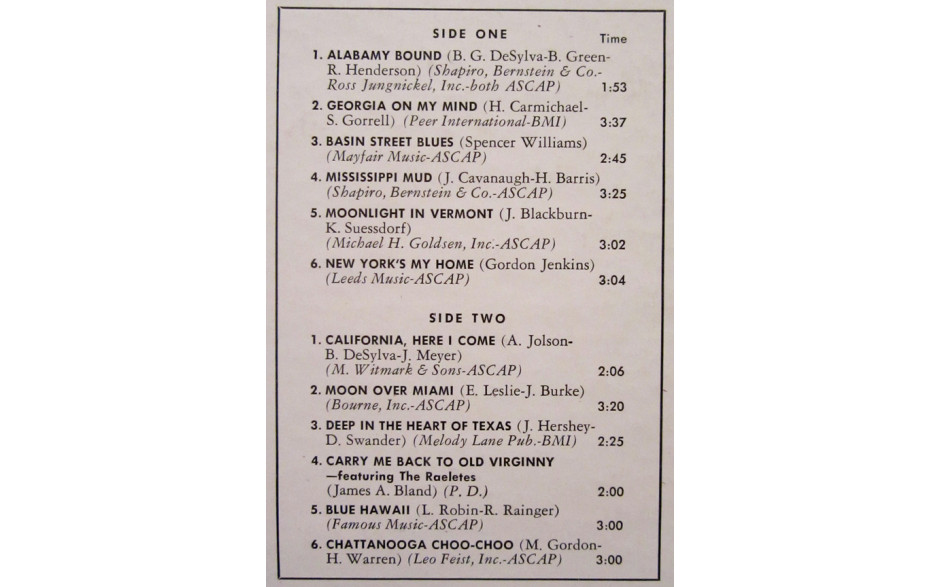 SIDE ONE
Time
1. ALABAMY BOUND (B. G. DeSylva-B. Green-
R. Henderson) (Shapiro, Bernstein & Co.-
Ross Jungnickel, Inc.-both ASCAP) 1:53
2. GEORGIA ON MY MIND (H. Carmichael-
S. Gorrell) (Peer International-BMI) 3:37
3. BASIN STREET BLUES (Spencer Williams)
(Mayfair Music-ASCAP) 2:45
4. MISSISSIPPI MUD (J. Cavanaugh-H. Barris)
(Shapiro, Bernstein & Co.-ASCAP) 3:25
5. MOONLIGHT IN VERMONT (J. Blackburn-
K. Suessdorf)
(Michael H. Goldsen, Inc.-ASCAP) 3:02
6. NEW YORK'S MY HOME (Gordon Jenkins)
(Leeds Music-ASCAP) 3:04
SIDE TWO
1. CALIFORNIA, HERE I COME (A. Jolson-
B. DeSylva-J. Meyer)
(M. Witmark & Sons-ASCAP) 2:06
2. MOON OVER MIAMI (E. Leslie-J. Burke)
(Bourne, Inc.-ASCAP) 3:20
3. DEEP IN THE HEART OF TEXAS (J. Hershey-
D. Swander) (Melody Lane Pub.-BMI) 2:25
4. CARRY ME BACK TO OLD VIRGINNY
—featuring The Raeletes
(James A. Bland) (P. D.) 2:00
5. BLUE HAWAII (L. Robin-R. Rainger)
(Famous Music-ASCAP) 3:00
6. CHATTANOOGA CHOO-CHOO (M. Gordon-
H. Warren) (Leo Feist, Inc.-ASCAP) 3:00